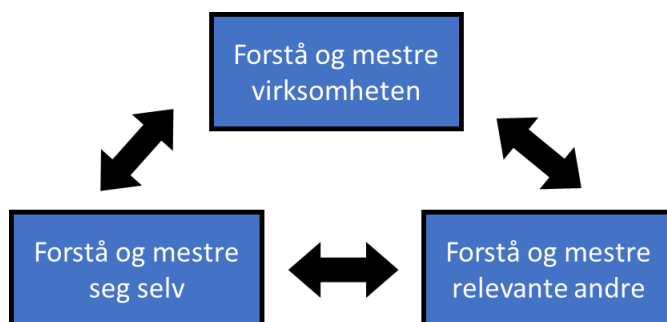 Forstå og mestre
virksomheten
Forstå og mestre
seg selv
Forstå og mestre
relevante andre